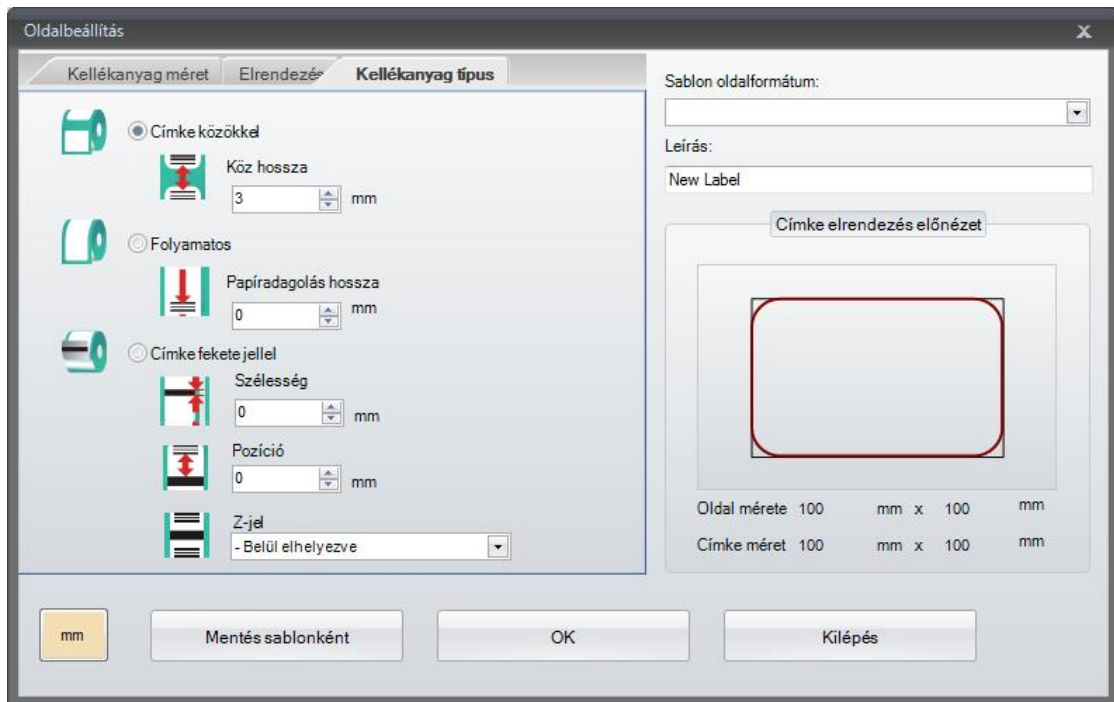 Oldalbeállítás
x
Kellékanyag méret Elrendezés Kellékanyag típus
Címke közökkel
Köz hossza
3 mm
Folyamatos
Papíradagolás hossza
0 mm
Címke fekete jellel
Szélesség
0 mm
Pozíció
0 mm
Z-jel
- Belül elhelyezve
Sablon oldalformátum:
Leírás:
New Label
Címke elrendezés előnézet
Oldal mérete 100 mm x 100 mm
Címke méret 100 mm x 100 mm
mm Mentés sablonként OK Kilépés